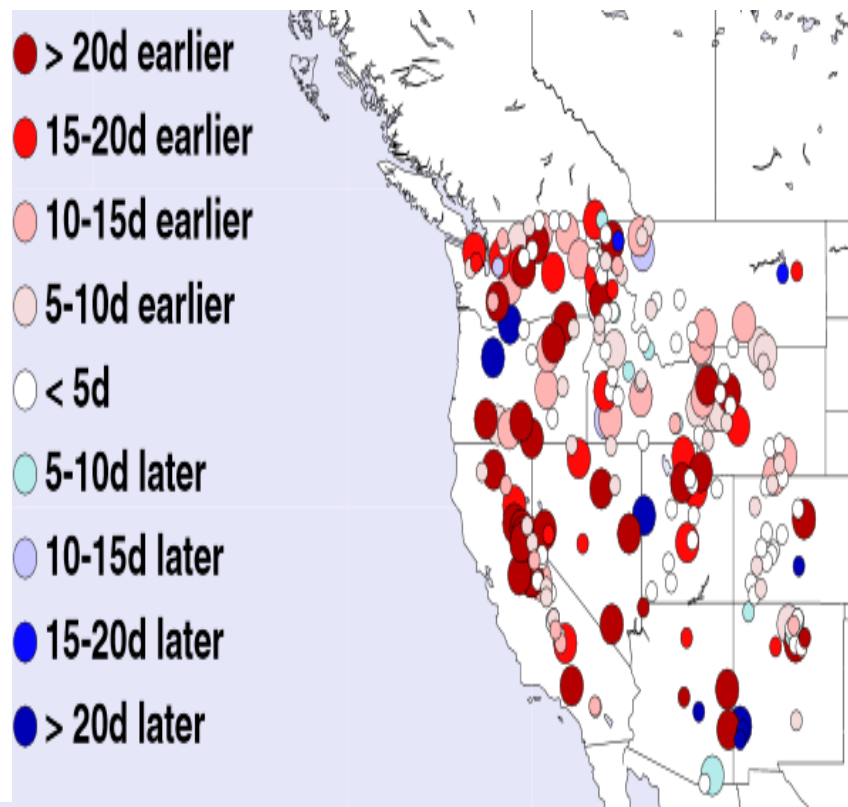 > 20d earlier
15-20d earlier
10-15d earlier
5-10d earlier
< 5d
5-10d later
10-15d later
15-20d later
> 20d later